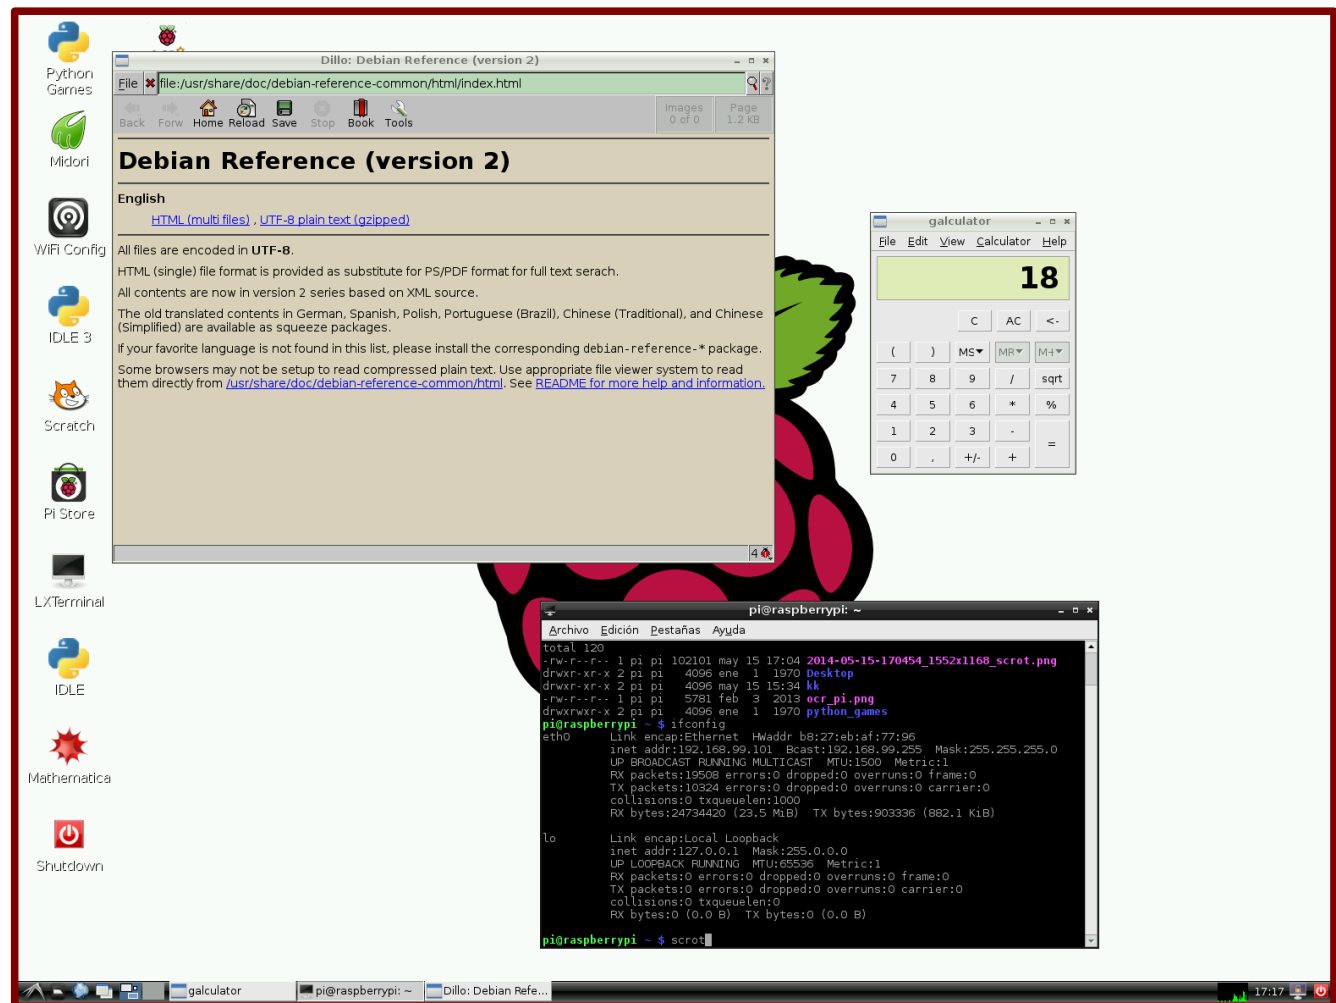 Python
Games
Midori
WiFi Config
IDLE 3
Scratch
Pi Store
LXTerminal
IDLE
Mathematica
Shutdown
Dillo: Debian Reference (version 2)
File file:/usr/share/doc/debian-reference-common/html/index.html ?
Back Forw Home Reload Save Stop Book Tools
Images
0 of 0
Page
1.2 KB
Debian Reference (version 2)
English
HTML (multi files) , UTF-8 plain text (gzipped)
All files are encoded in UTF-8.
HTML (single) file format is provided as substitute for PS/PDF format for full text serach.
All contents are now in version 2 series based on XML source.
The old translated contents in German, Spanish, Polish, Portuguese (Brazil), Chinese (Traditional), and Chinese
(Simplified) are available as squeeze packages.
If your favorite language is not found in this list, please install the corresponding debian-reference-* package.
Some browsers may not be setup to read compressed plain text. Use appropriate file viewer system to read
them directly from /usr/share/doc/debian-reference-common/html. See README for more help and information.
4
galculator
File Edit View Calculator Help
18
C AC <-
( ) MS MR M+
7 8 9 / sqrt
4 5 6 * %
1 2 3 - =
0 , +/- +
pi@raspberrypi: ~
Archivo Edición Pestañas Ayuda
total 120
-rw-r--r-- 1 pi pi 102101 may 15 17:04 2014-05-15-170454_1552x1168_scrot.png
drwxr-xr-x 2 pi pi 4096 ene 1 1970 Desktop
drwxr-xr-x 2 pi pi 4096 may 15 15:34 kk
-rw-r--r-- 1 pi pi 5781 feb 3 2013 ocr_pi.png
drwxrwxr-x 2 pi pi 4096 ene 1 1970 python_games
pi@raspberrypi ~ $ ifconfig
eth0 Link encap:Ethernet HWaddr b8:27:eb:af:77:96
inet addr:192.168.99.101 Bcast:192.168.99.255 Mask:255.255.255.0
UP BROADCAST RUNNING MULTICAST MTU:1500 Metric:1
RX packets:19508 errors:0 dropped:0 overruns:0 frame:0
TX packets:10324 errors:0 dropped:0 overruns:0 carrier:0
collisions:0 txqueuelen:1000
RX bytes:24734420 (23.5 MiB) TX bytes:903336 (882.1 KiB)
lo Link encap:Local Loopback
inet addr:127.0.0.1 Mask:255.0.0.0
UP LOOPBACK RUNNING MTU:65536 Metric:1
RX packets:0 errors:0 dropped:0 overruns:0 frame:0
TX packets:0 errors:0 dropped:0 overruns:0 carrier:0
collisions:0 txqueuelen:0
RX bytes:0 (0.0 B) TX bytes:0 (0.0 B)
pi@raspberrypi ~ $ scrot
galculator pi@raspberrypi: ~ Dillo: Debian Refe... 17:17